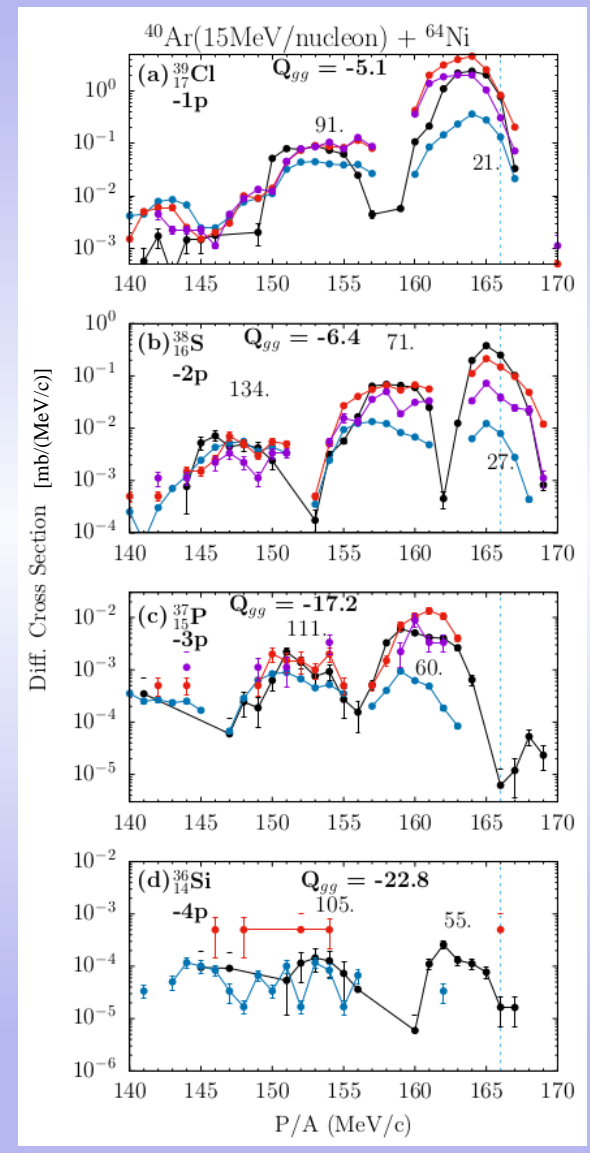 ⁴⁰Ar(15MeV/nucleon) + ⁶⁴Ni
Diff. Cross Section [mb/(MeV/c)]
(a) ³⁹₁₇Cl Q_gg = -5.1
-1p
91.
21.
10⁰
10⁻¹
10⁻²
10⁻³
140 145 150 155 160 165 170
(b) ³⁸₁₆S Q_gg = -6.4 71.
-2p
134.
27.
10⁰
10⁻¹
10⁻²
10⁻³
10⁻⁴
140 145 150 155 160 165 170
(c) ³⁷₁₅P Q_gg = -17.2
-3p 111.
60.
10⁻²
10⁻³
10⁻⁴
10⁻⁵
140 145 150 155 160 165 170
(d) ³⁶₁₄Si Q_gg = -22.8
-4p 105. 55.
10⁻²
10⁻³
10⁻⁴
10⁻⁵
10⁻⁶
140 145 150 155 160 165 170
P/A (MeV/c)